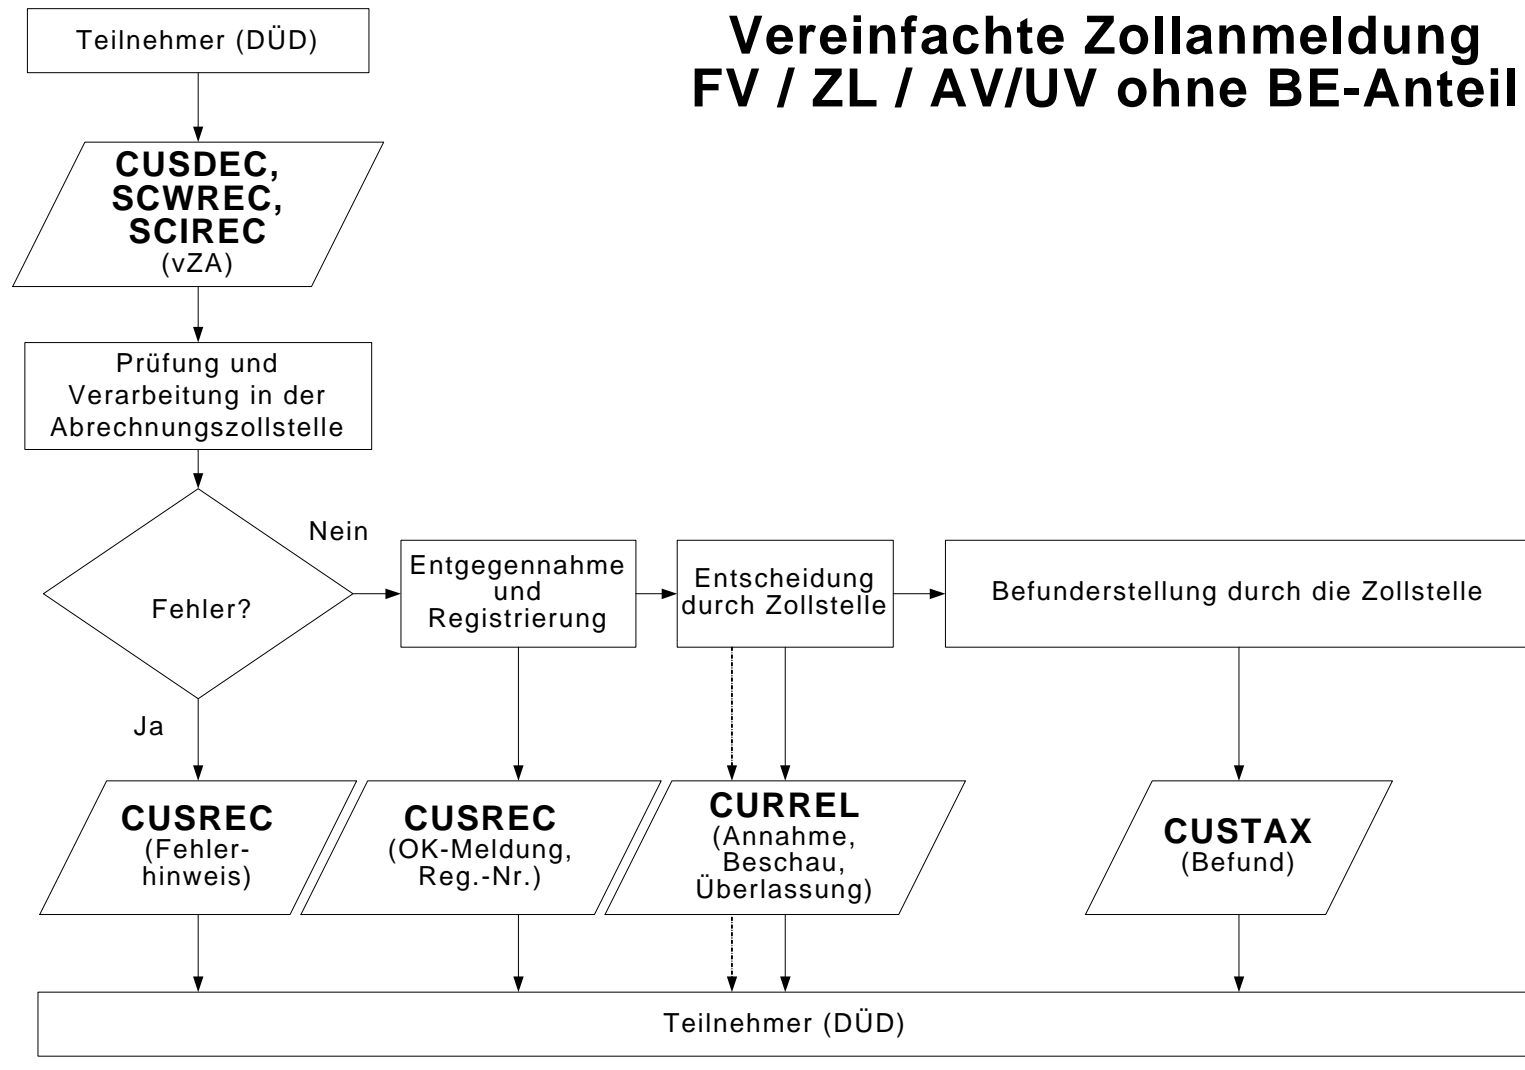 Vereinfachte Zollanmeldung
FV / ZL / AV/UV ohne BE-Anteil
Teilnehmer (DÜD)
CUSDEC,
SCWREC,
SCIREC
(vZA)
Prüfung und
Verarbeitung in der
Abrechnungszollstelle
Fehler?
Nein
Ja
Entgegennahme
und
Registrierung
Entscheidung
durch Zollstelle
Befunderstellung durch die Zollstelle
CUSREC
(Fehler-
hinweis)
CUSREC
(OK-Meldung,
Reg.-Nr.)
CURREL
(Annahme,
Beschau,
Überlassung)
CUSTAX
(Befund)
Teilnehmer (DÜD)